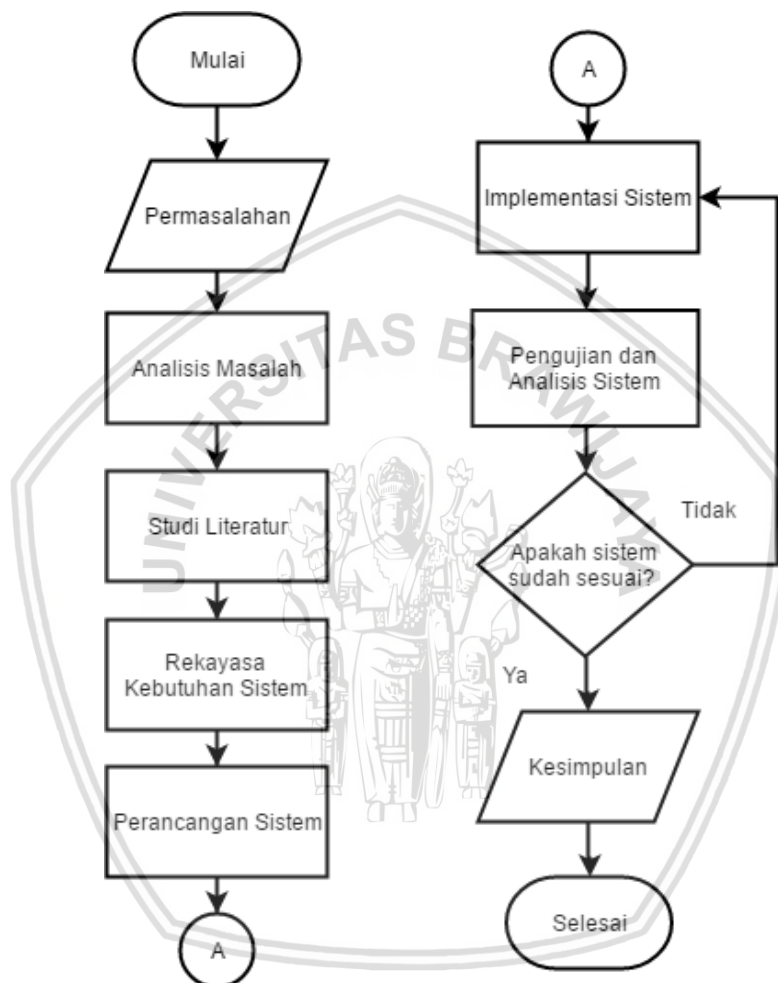 Mulai
Permasalahan
Analisis Masalah
Studi Literatur
Rekayasa
Kebutuhan Sistem
Perancangan Sistem
A
A
Implementasi Sistem
Pengujian dan
Analisis Sistem
Apakah sistem
sudah sesuai?
Tidak
Ya
Kesimpulan
Selesai
UNIVERSITAS BRAWIJAYA